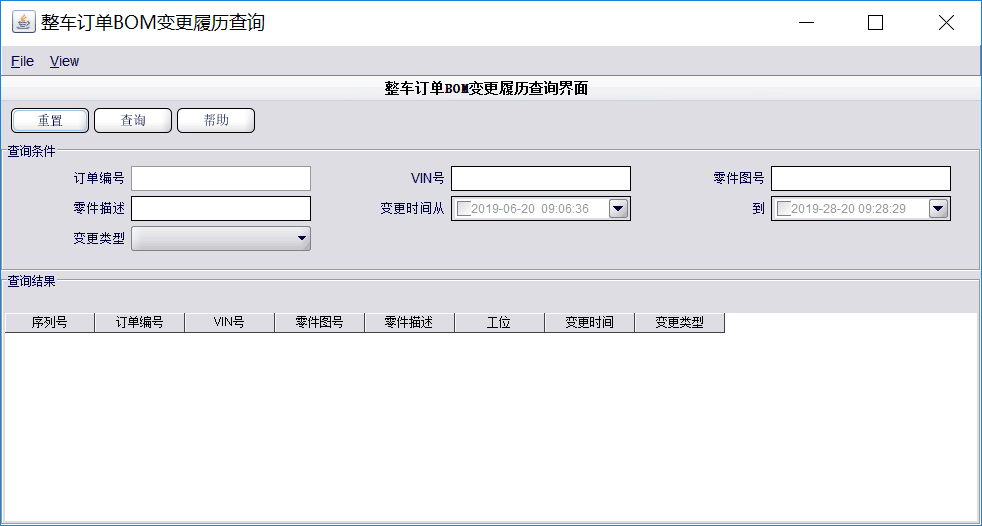 整车订单BOM变更履历查询
File View
整车订单BOM变更履历查询界面
重置 查询 帮助
查询条件
订单编号 VIN号 零件图号
零件描述 变更时间从 2019-06-20 09:06:36 到 2019-28-20 09:28:29
变更类型
查询结果
序列号 订单编号 VIN号 零件图号 零件描述 工位 变更时间 变更类型